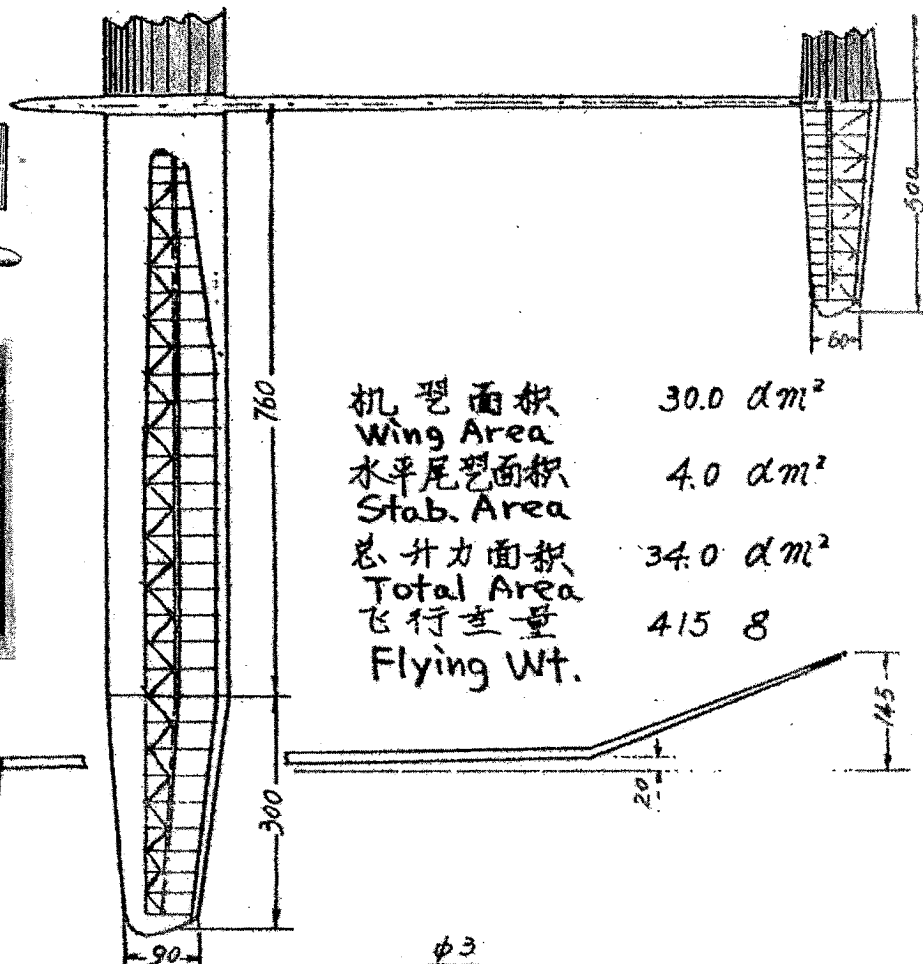 500
60
760
机翼面积 30.0 dm²
Wing Area
水平尾翼面积 4.0 dm²
Stab. Area
总升力面积 34.0 dm²
Total Area
飞行重量 415 g
Flying Wt.
145
20
300
90
φ3